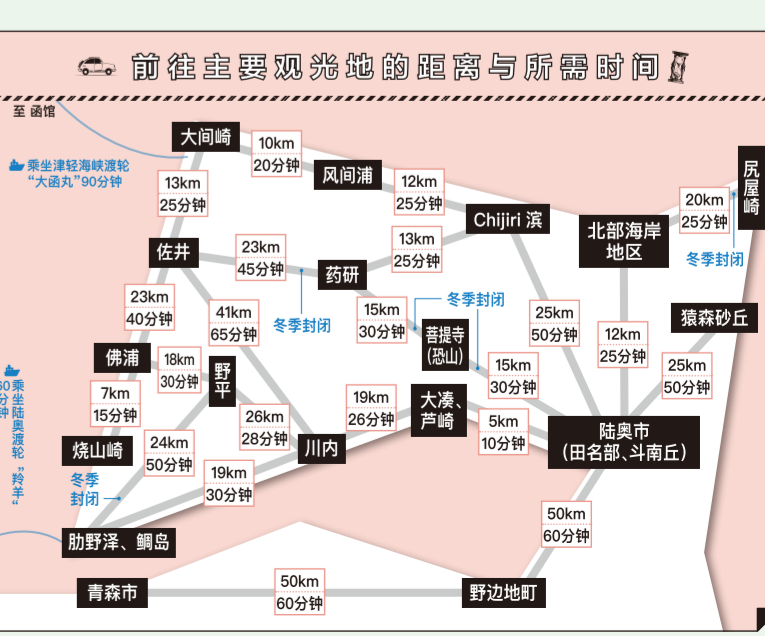 前往主要观光地的距离与所需时间
至 函馆
乘坐津轻海峡渡轮
“大函丸”90分钟
大间崎
10km
20分钟
风间浦
12km
25分钟
Chijiri 滨
13km
25分钟
佐井
23km
45分钟
药研
13km
25分钟
冬季封闭
北部海岸
地区
20km
25分钟
尻屋崎
冬季封闭
23km
40分钟
41km
65分钟
15km
30分钟
冬季封闭
菩提寺
(恐山)
25km
50分钟
12km
25分钟
猿森砂丘
佛浦
18km
30分钟
野平
15km
30分钟
25km
50分钟
7km
15分钟
26km
28分钟
19km
26分钟
大凑、
芦崎
5km
10分钟
陆奥市
(田名部、斗南丘)
烧山崎
24km
50分钟
19km
30分钟
川内
冬季
封闭
乘坐陆奥渡轮 “羚羊“
肋野泽、鲷岛
50km
60分钟
青森市
50km
60分钟
野边地町